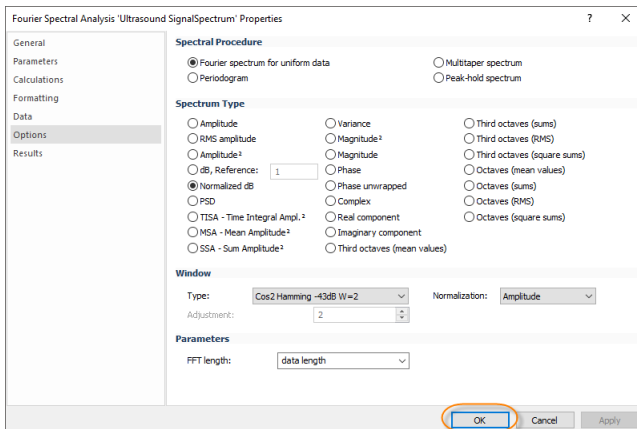 Fourier Spectral Analysis 'Ultrasound SignalSpectrum' Properties
?
General
Parameters
Calculations
Formatting
Data
Options
Results
Spectral Procedure
Fourier spectrum for uniform data
Multitaper spectrum
Periodogram
Peak-hold spectrum
Spectrum Type
Amplitude
RMS amplitude
Amplitude²
dB, Reference: 1
Normalized dB
PSD
TISA - Time Integral Ampl.²
MSA - Mean Amplitude²
SSA - Sum Amplitude²
Variance
Magnitude²
Magnitude
Phase
Phase unwrapped
Complex
Real component
Imaginary component
Third octaves (mean values)
Third octaves (sums)
Third octaves (RMS)
Third octaves (square sums)
Octaves (mean values)
Octaves (sums)
Octaves (RMS)
Octaves (square sums)
Window
Type: Cos2 Hamming -43dB W=2
Normalization: Amplitude
Adjustment: 2
Parameters
FFT length: data length
OK
Cancel
Apply